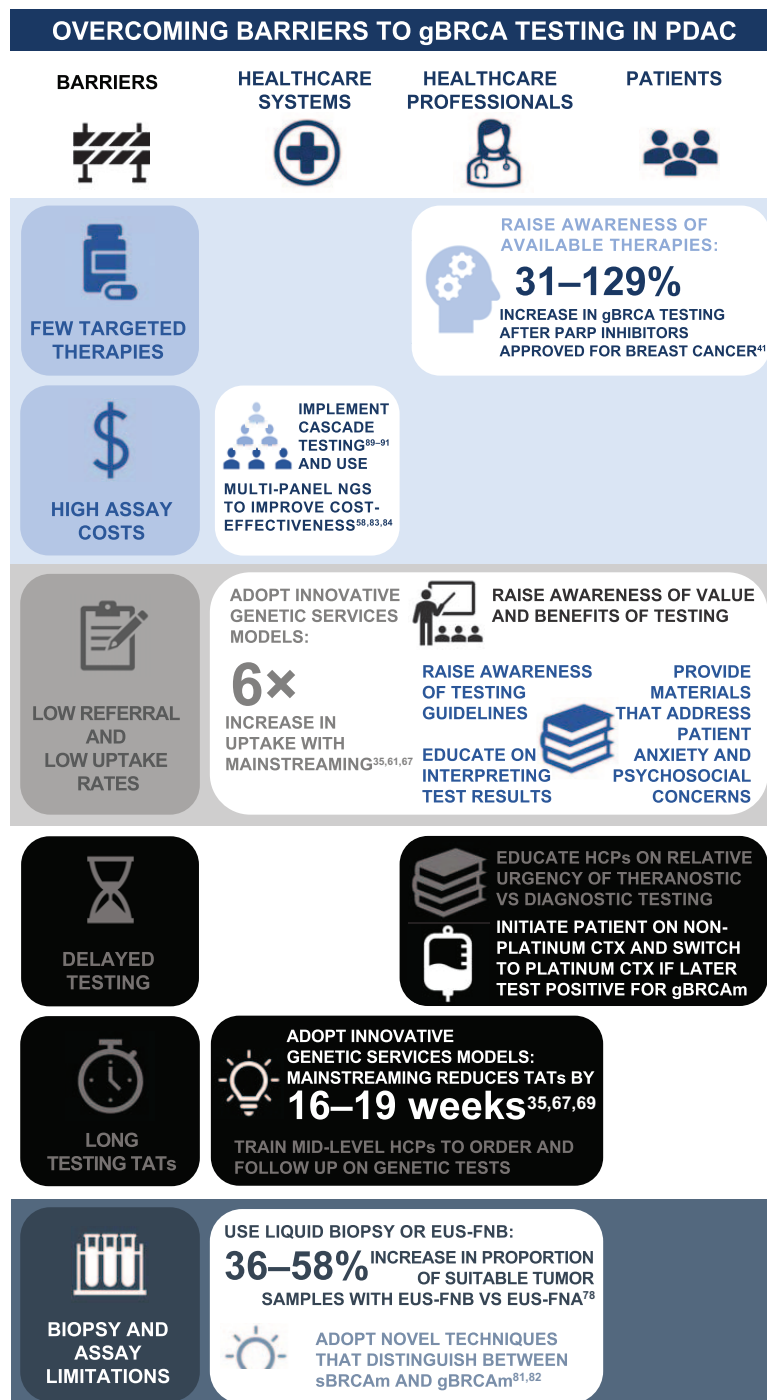 OVERCOMING BARRIERS TO gBRCA TESTING IN PDAC
BARRIERS
HEALTHCARE
SYSTEMS
HEALTHCARE
PROFESSIONALS
PATIENTS
FEW TARGETED
THERAPIES
RAISE AWARENESS OF
AVAILABLE THERAPIES:
31–129%
INCREASE IN gBRCA TESTING
AFTER PARP INHIBITORS
APPROVED FOR BREAST CANCER41
HIGH ASSAY
COSTS
IMPLEMENT
CASCADE
TESTING89–91
AND USE
MULTI-PANEL NGS
TO IMPROVE COST-
EFFECTIVENESS58,83,84
LOW REFERRAL
AND
LOW UPTAKE
RATES
ADOPT INNOVATIVE
GENETIC SERVICES
MODELS:
6×
INCREASE IN
UPTAKE WITH
MAINSTREAMING35,61,67
RAISE AWARENESS OF VALUE
AND BENEFITS OF TESTING
RAISE AWARENESS
OF TESTING
GUIDELINES
EDUCATE ON
INTERPRETING
TEST RESULTS
PROVIDE
MATERIALS
THAT ADDRESS
PATIENT
ANXIETY AND
PSYCHOSOCIAL
CONCERNS
DELAYED
TESTING
EDUCATE HCPs ON RELATIVE
URGENCY OF THERANOSTIC
VS DIAGNOSTIC TESTING
INITIATE PATIENT ON NON-
PLATINUM CTX AND SWITCH
TO PLATINUM CTX IF LATER
TEST POSITIVE FOR gBRCAm
LONG
TESTING TATs
ADOPT INNOVATIVE
GENETIC SERVICES MODELS:
MAINSTREAMING REDUCES TATs BY
16–19 weeks35,67,69
TRAIN MID-LEVEL HCPs TO ORDER AND
FOLLOW UP ON GENETIC TESTS
BIOPSY AND
ASSAY
LIMITATIONS
USE LIQUID BIOPSY OR EUS-FNB:
36–58% INCREASE IN PROPORTION
OF SUITABLE TUMOR
SAMPLES WITH EUS-FNB VS EUS-FNA78
ADOPT NOVEL TECHNIQUES
THAT DISTINGUISH BETWEEN
sBRCAm AND gBRCAm81,82